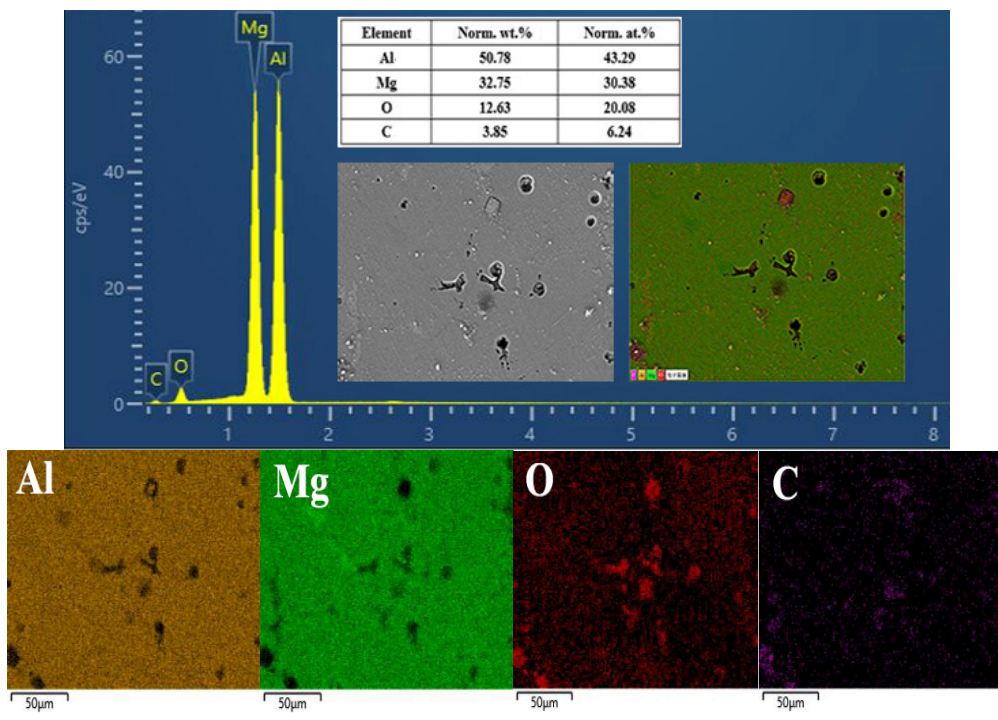 60
40
20
0
cps/eV
Mg
Al
O
C
Element Norm. wt.% Norm. at.%
Al 50.78 43.29
Mg 32.75 30.38
O 12.63 20.08
C 3.85 6.24
1 2 3 4 5 6 7 8
Al Mg O C
50μm 50μm 50μm 50μm